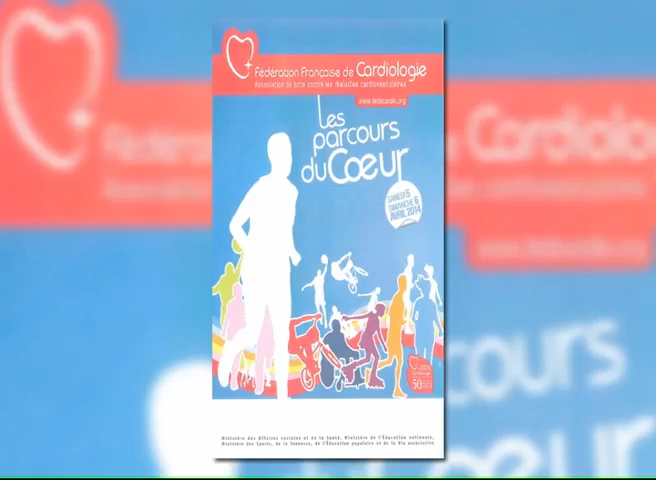 Fédération Française de Cardiologie
Association de lutte contre les maladies cardiovasculaires
www.fedecardio.org
Les
parcours
du Cœur
SAMEDI 5
DIMANCHE 6
AVRIL 2014
Cardiologie
50
Ministère des Affaires sociales et de la Santé, Ministère de l'Éducation nationale,
Ministère des Sports, de la Jeunesse, de l'Éducation populaire et de la Vie associative